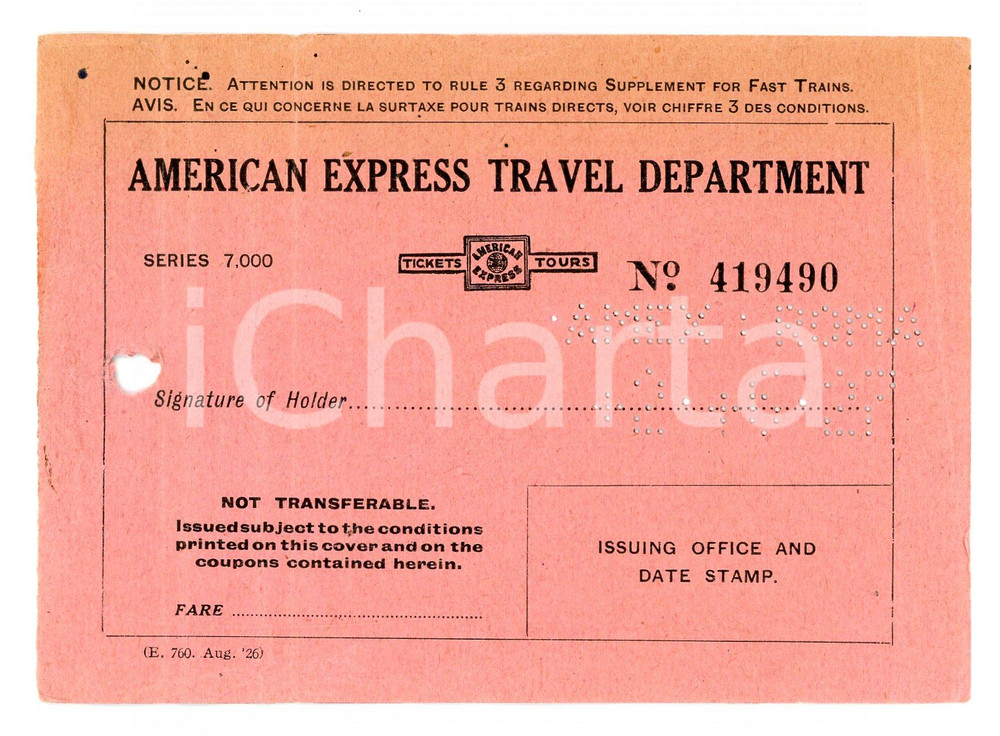 NOTICE. ATTENTION IS DIRECTED TO RULE 3 REGARDING SUPPLEMENT FOR FAST TRAINS.
AVIS. EN CE QUI CONCERNE LA SURTAXE POUR TRAINS DIRECTS, VOIR CHIFFRE 3 DES CONDITIONS.
AMERICAN EXPRESS TRAVEL DEPARTMENT
SERIES 7,000
TICKETS AMERICAN EXPRESS TOURS
Nº 419490
AMEX ROMA
iCharta
Signature of Holder
NOT TRANSFERABLE.
Issued subject to the conditions
printed on this cover and on the
coupons contained herein.
FARE
ISSUING OFFICE AND
DATE STAMP.
(E. 760. Aug. '26)